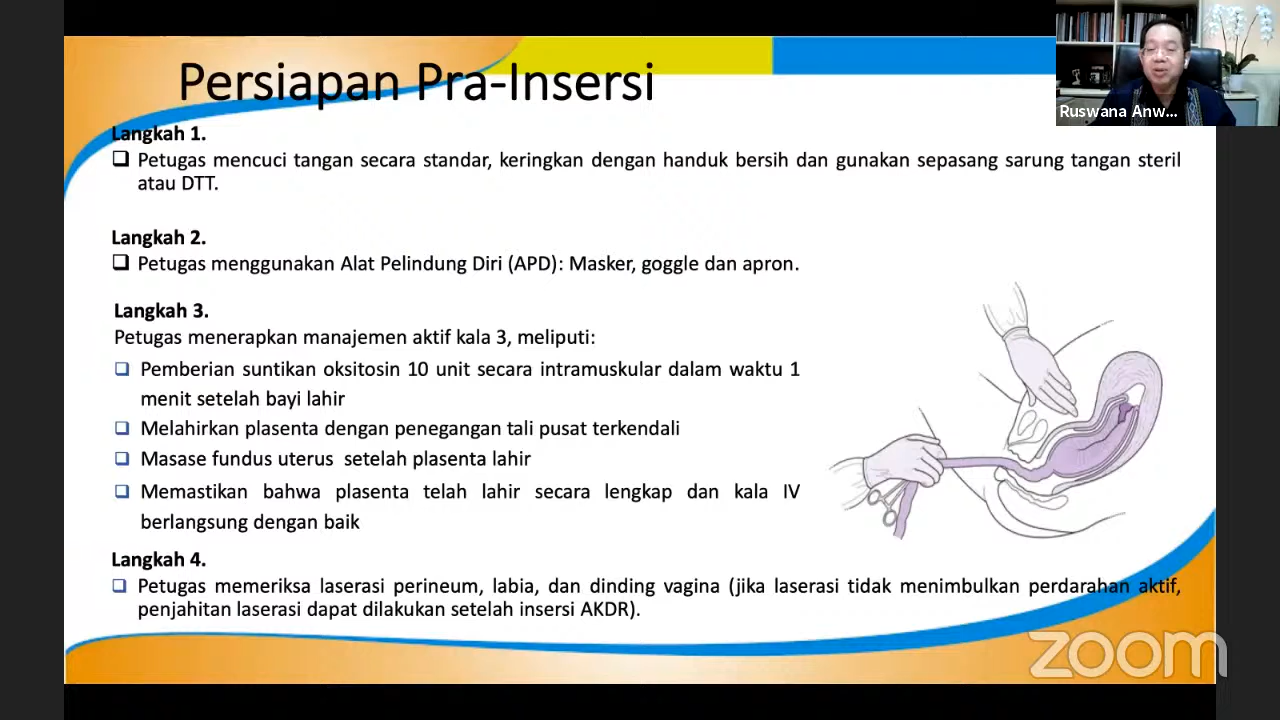 Persiapan Pra-Insersi
Ruswana Anw...
Langkah 1.
❑ Petugas mencuci tangan secara standar, keringkan dengan handuk bersih dan gunakan sepasang sarung tangan steril
atau DTT.
Langkah 2.
❑ Petugas menggunakan Alat Pelindung Diri (APD): Masker, goggle dan apron.
Langkah 3.
Petugas menerapkan manajemen aktif kala 3, meliputi:
❑ Pemberian suntikan oksitosin 10 unit secara intramuskular dalam waktu 1
menit setelah bayi lahir
❑ Melahirkan plasenta dengan penegangan tali pusat terkendali
❑ Masase fundus uterus setelah plasenta lahir
❑ Memastikan bahwa plasenta telah lahir secara lengkap dan kala IV
berlangsung dengan baik
Langkah 4.
❑ Petugas memeriksa laserasi perineum, labia, dan dinding vagina (jika laserasi tidak menimbulkan perdarahan aktif,
penjahitan laserasi dapat dilakukan setelah insersi AKDR).
zoom